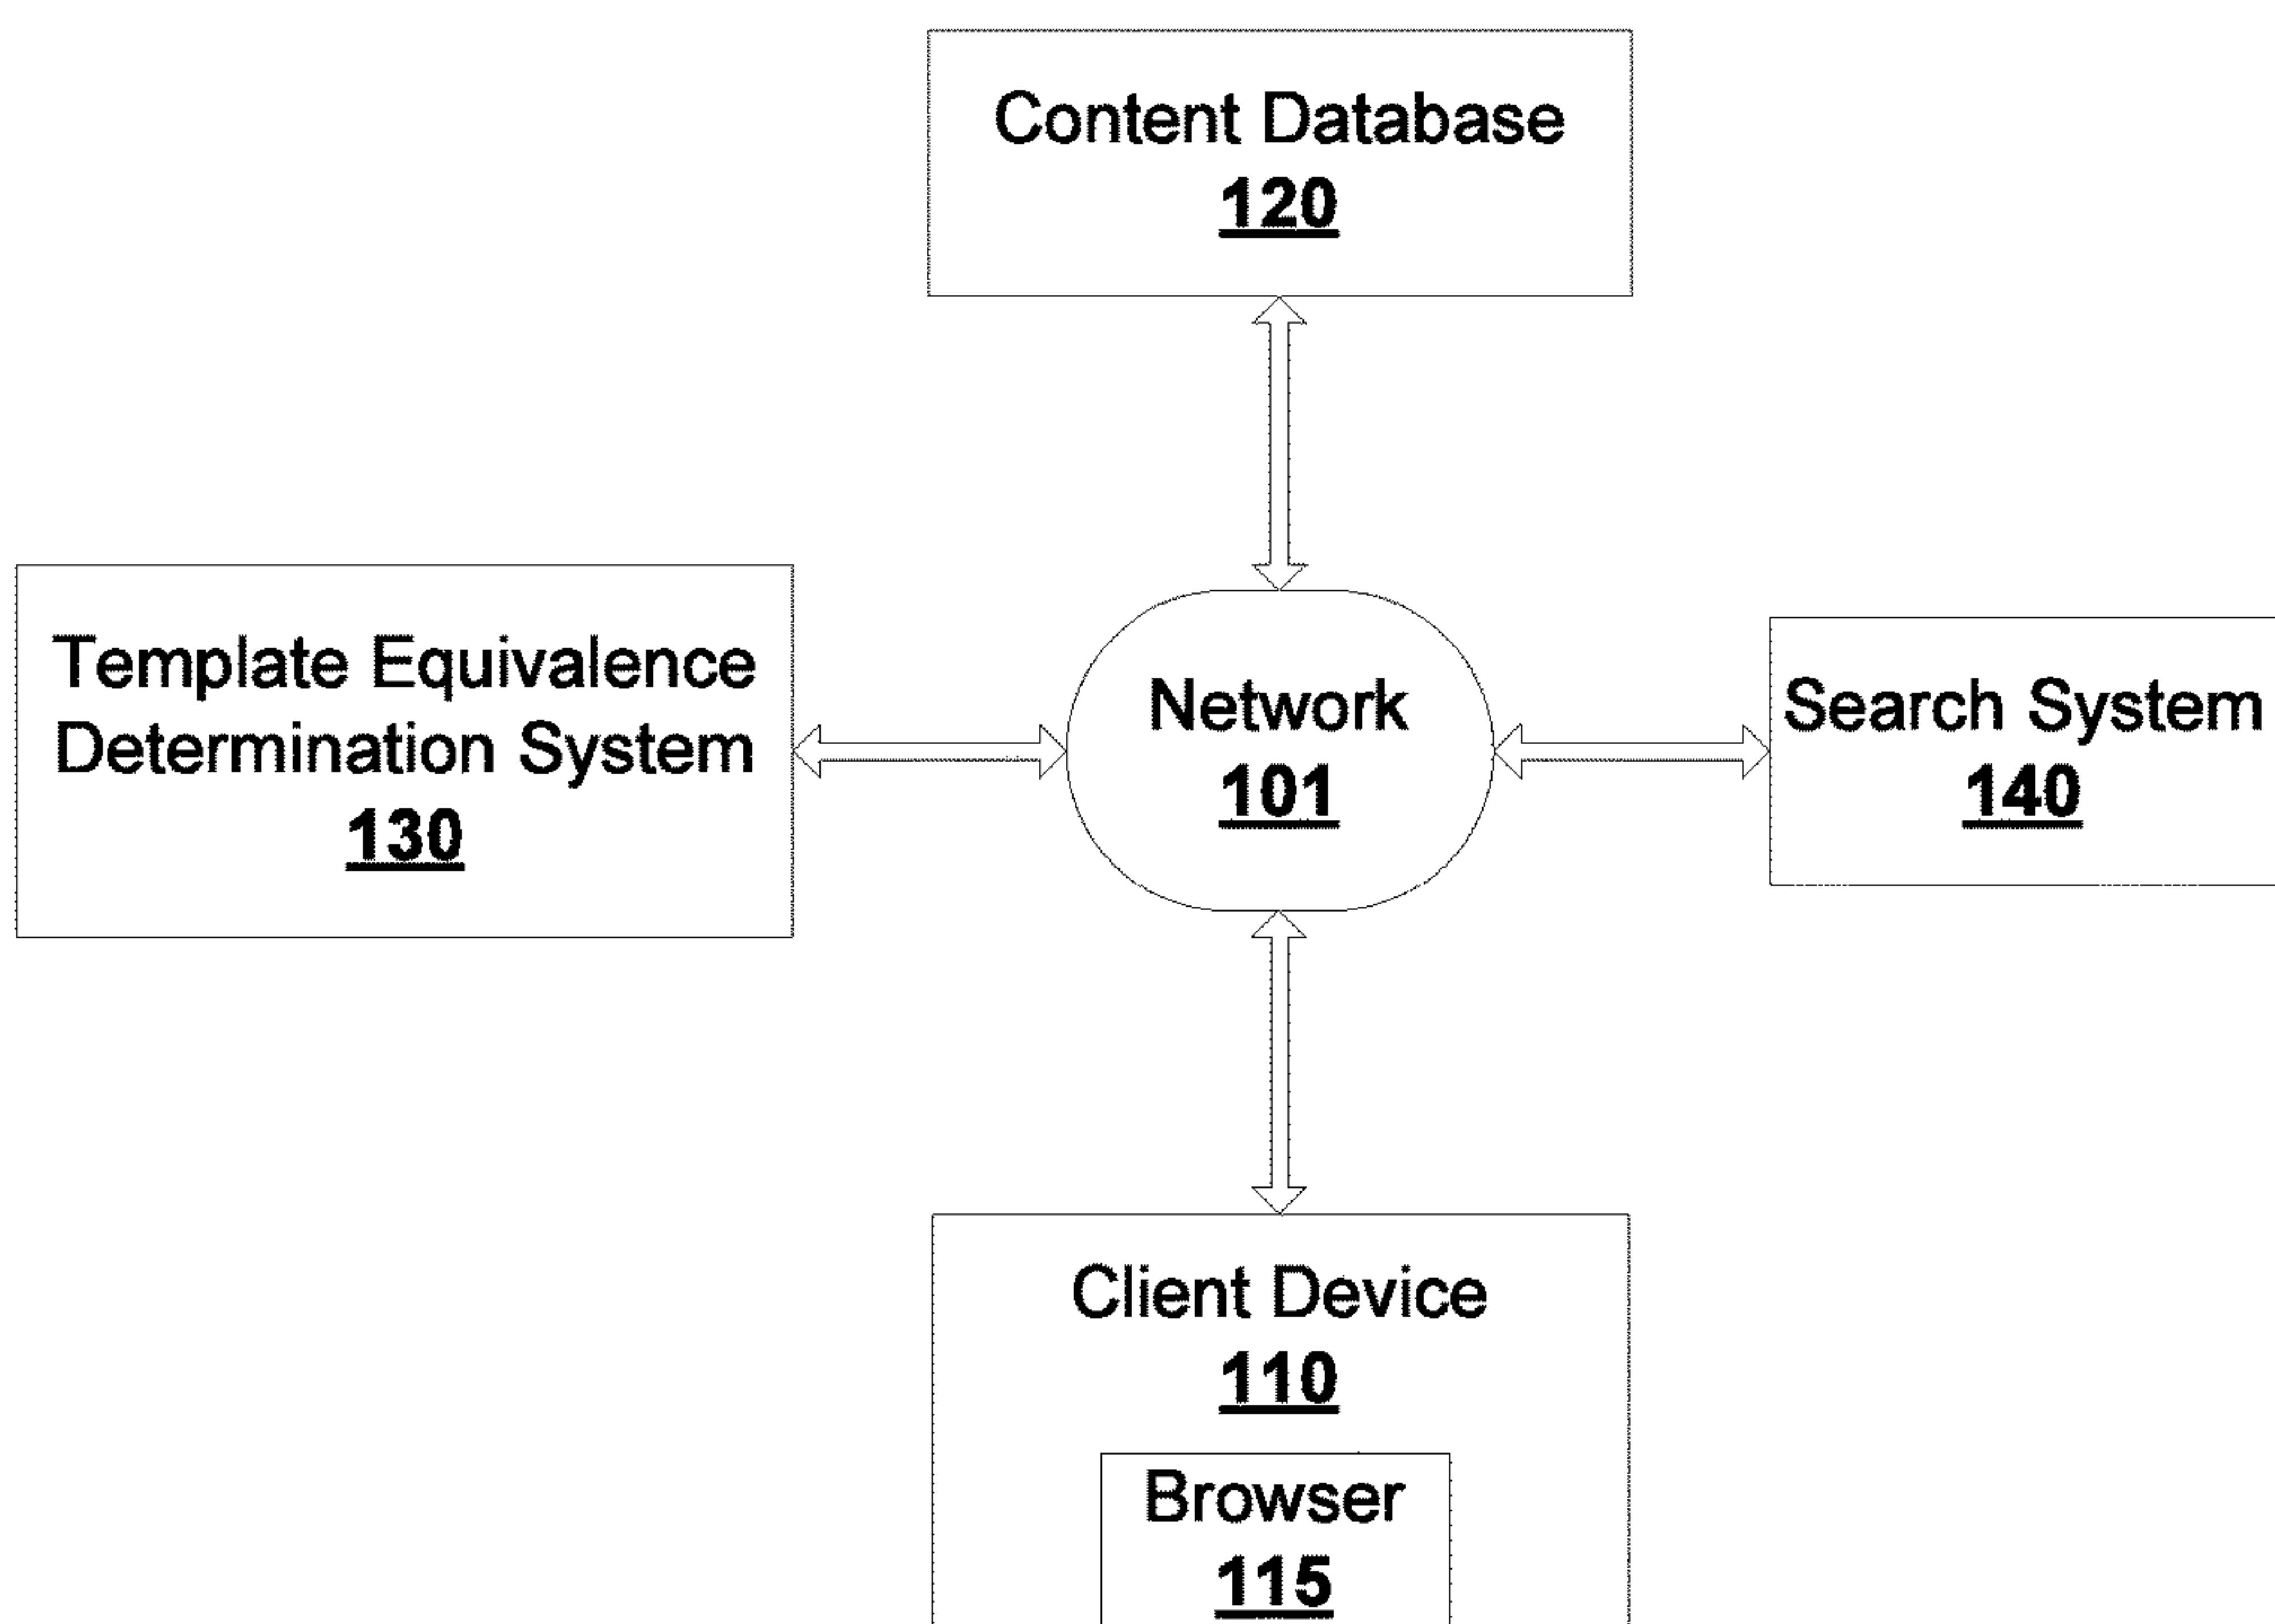 Content Database
120
Template Equivalence
Determination System
130
Network
101
Search System
140
Client Device
110
Browser
115